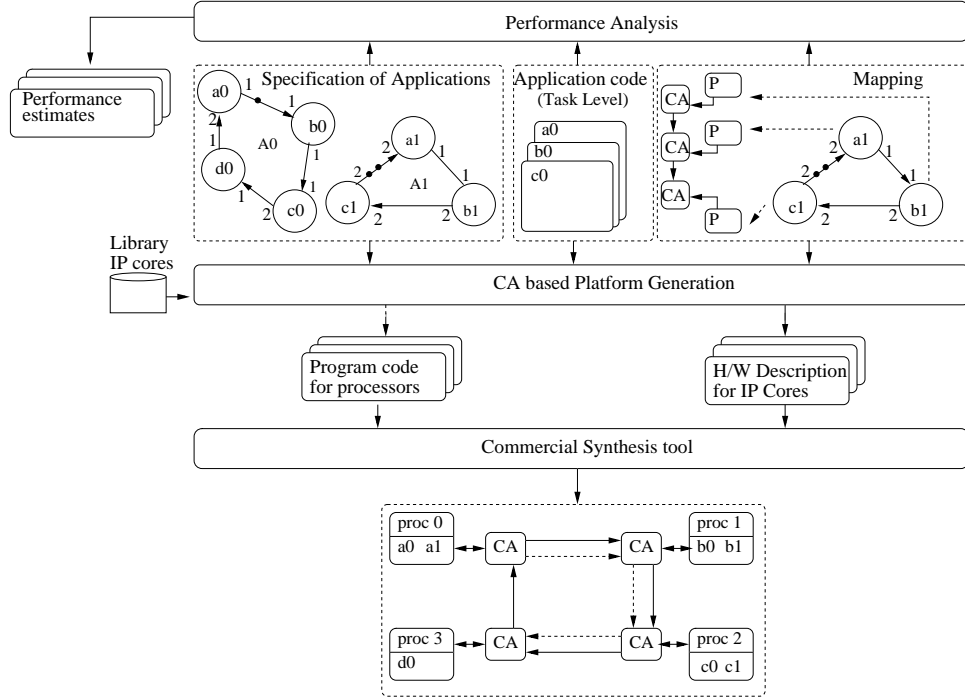 Performance Analysis
Performance
estimates
Specification of Applications
a0
1
1
b0
2
A0
1
1
d0
1
1
2
c0
a1
2
1
2
A1
1
c1
2
2
b1
Application code
(Task Level)
a0
b0
c0
Mapping
P
CA
P
CA
CA
P
a1
2
1
2
1
c1
2
2
b1
Library
IP cores
CA based Platform Generation
Program code
for processors
H/W Description
for IP Cores
Commercial Synthesis tool
proc 0
a0 a1
CA
CA
proc 1
b0 b1
proc 3
d0
CA
CA
proc 2
c0 c1